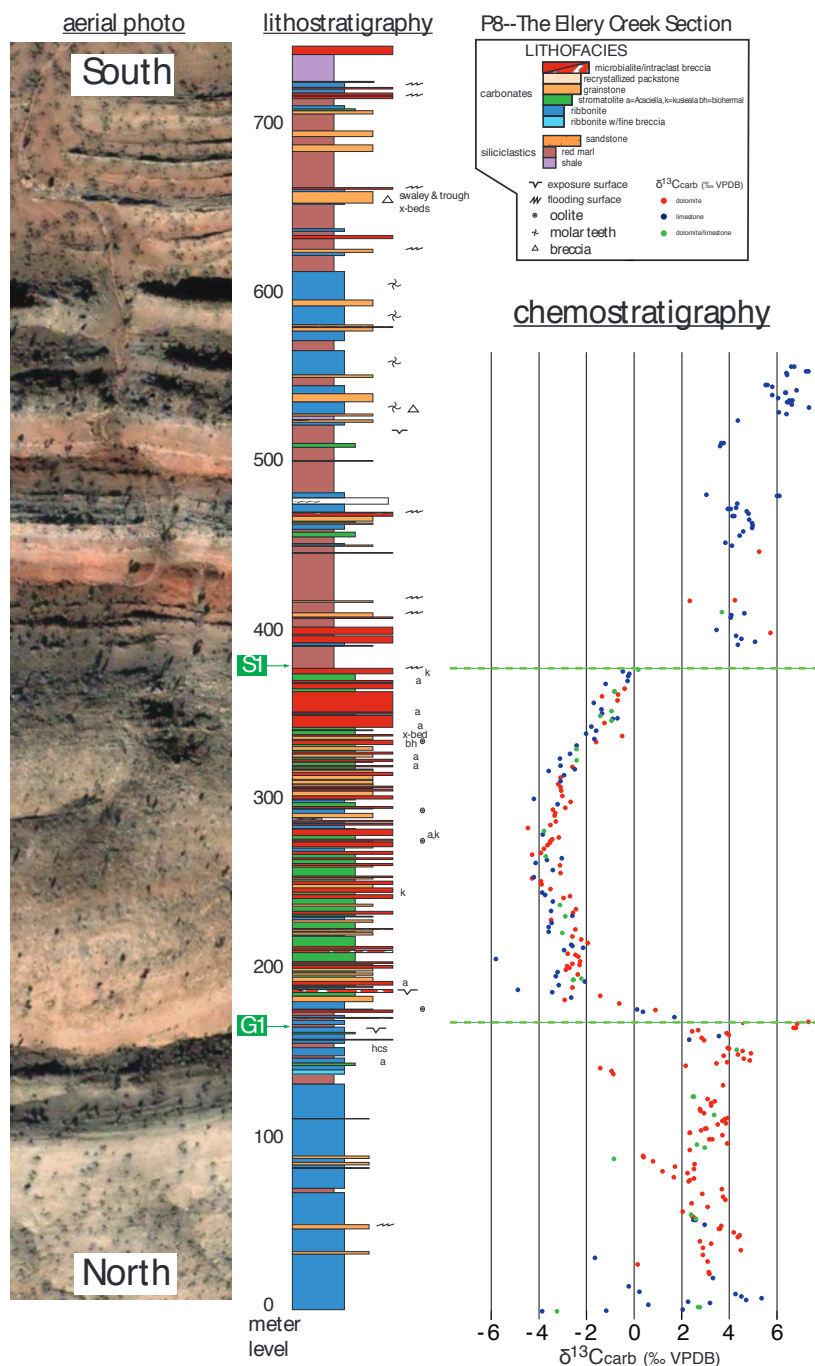 aerial photo
lithostratigraphy
P8--The Ellery Creek Section
South
LITHOFACIES
carbonates
microbialite/intraclast breccia
recrystallized packstone
grainstone
stromatolite a=Acaciella, k=kusieala bh=biohermal
ribbonite
ribbonite w/fine breccia
siliciclastics
sandstone
red marl
shale
exposure surface
flooding surface
oolite
molar teeth
breccia
δ13Ccarb (‰ VPDB)
dolomite
limestone
dolomite/limestone
700
swaley & trough
x-beds
600
chemostratigraphy
500
400
S1
k
a
a
a
x-bed
bh
a
a
300
a,k
k
200
a
G1
hcs
a
100
North
0
meter
level
-6 -4 -2 0 2 4 6
δ13Ccarb (‰ VPDB)